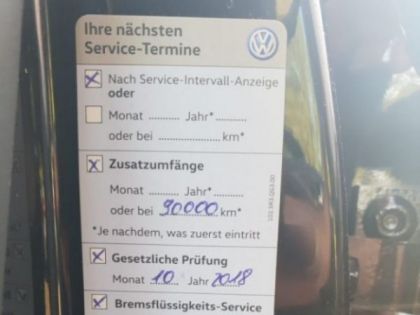 Ihre nächsten
Service-Termine
Nach Service-Intervall-Anzeige
oder
Monat .......... Jahr*..........
oder bei .................. km*
Zusatzumfänge
Monat .......... Jahr*..........
oder bei 90000 km*
*Je nachdem, was zuerst eintritt
Gesetzliche Prüfung
Monat 10 Jahr 2018
Bremsflüssigkeits-Service